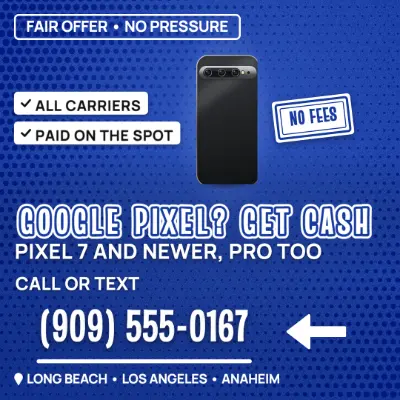 FAIR OFFER • NO PRESSURE
✓ ALL CARRIERS
✓ PAID ON THE SPOT
NO FEES
GOOGLE PIXEL? GET CASH
PIXEL 7 AND NEWER, PRO TOO
CALL OR TEXT
(909) 555-0167
LONG BEACH • LOS ANGELES • ANAHEIM